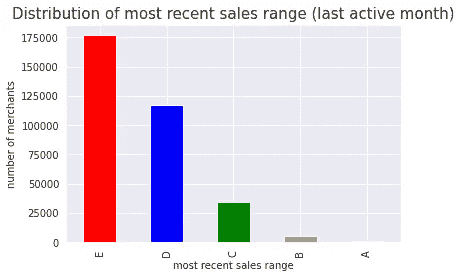 Distribution of most recent sales range (last active month)
175000
150000
125000
100000
75000
50000
25000
0
number of merchants
E D C B A
most recent sales range